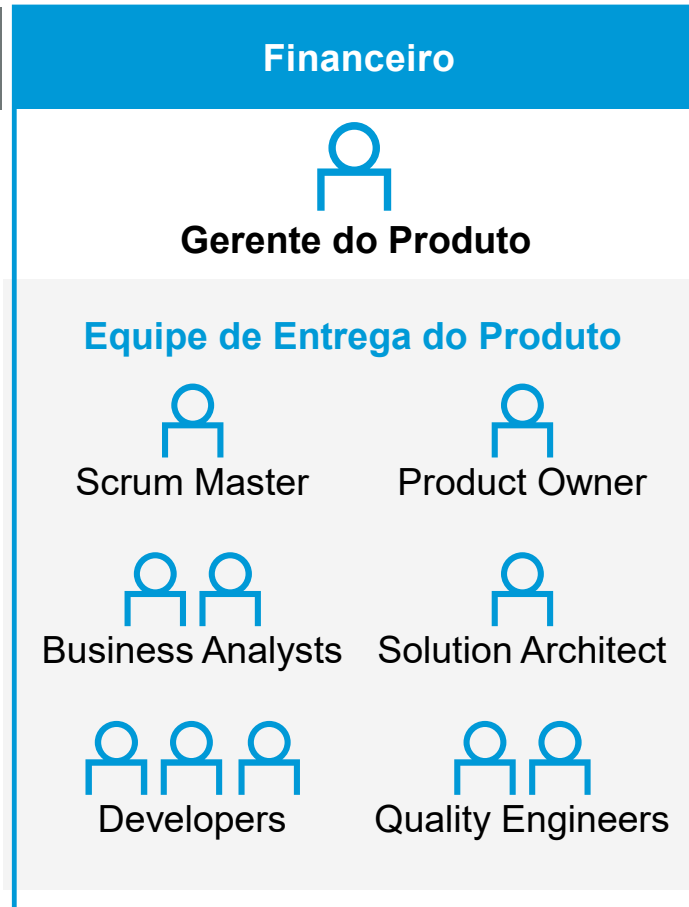 Financeiro
Gerente do Produto
Equipe de Entrega do Produto
Scrum Master
Product Owner
Business Analysts
Solution Architect
Developers
Quality Engineers